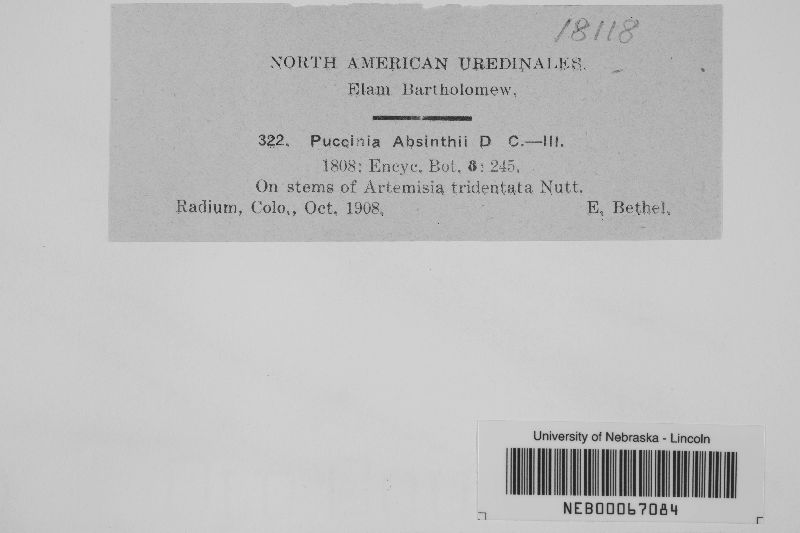 18118
NORTH AMERICAN UREDINALES.
Elam Bartholomew,
322. Puccinia Absinthii D C.—III.
1808: Encyc. Bot. 8: 245.
On stems of Artemisia tridentata Nutt.
Radium, Colo., Oct. 1908, E, Bethel,
University of Nebraska - Lincoln
NEB00067084